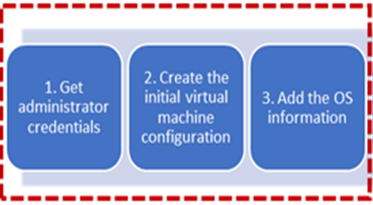 1. Get
administrator
credentials
2. Create the
initial virtual
machine
configuration
3. Add the OS
information